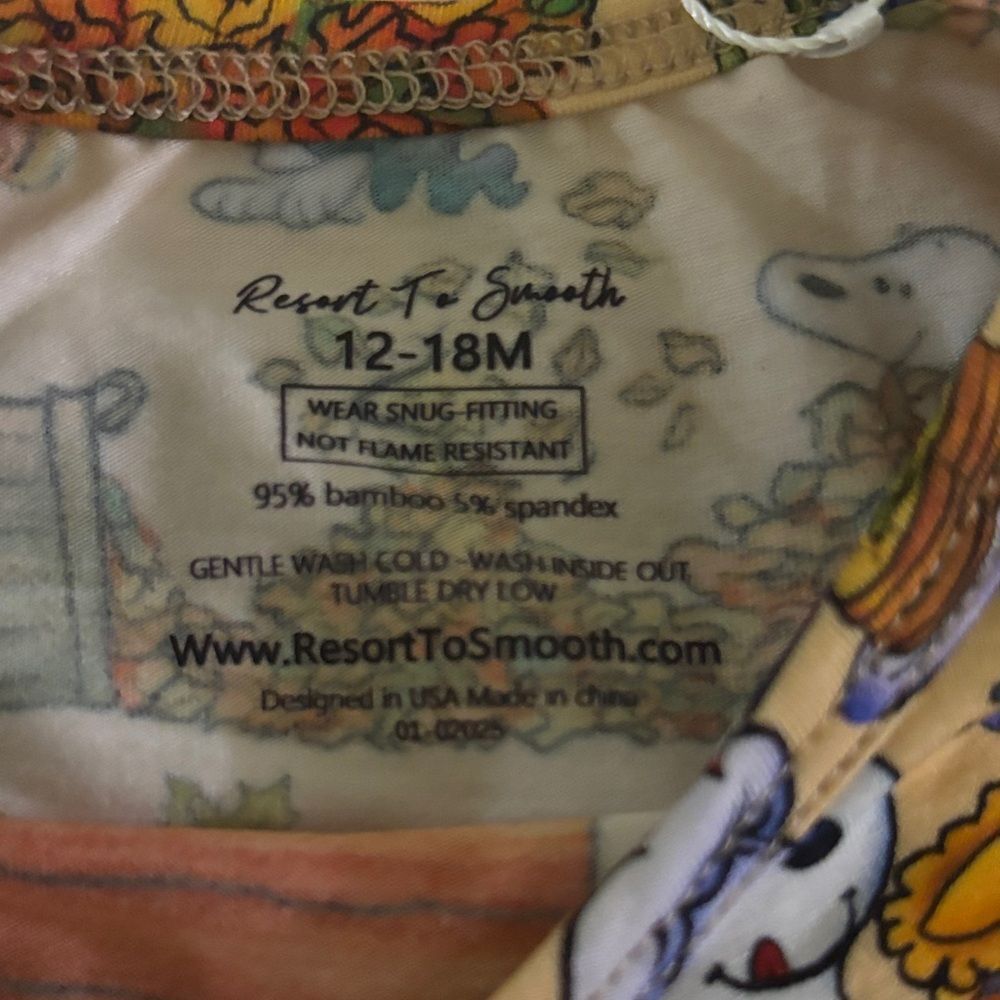 Resort To Smooth
12-18M
WEAR SNUG-FITTING
NOT FLAME RESISTANT
95% bamboo 5% spandex
GENTLE WASH COLD -WASH INSIDE OUT,
TUMBLE DRY LOW
Www.ResortToSmooth.com
Designed in USA Made in china
01-02025